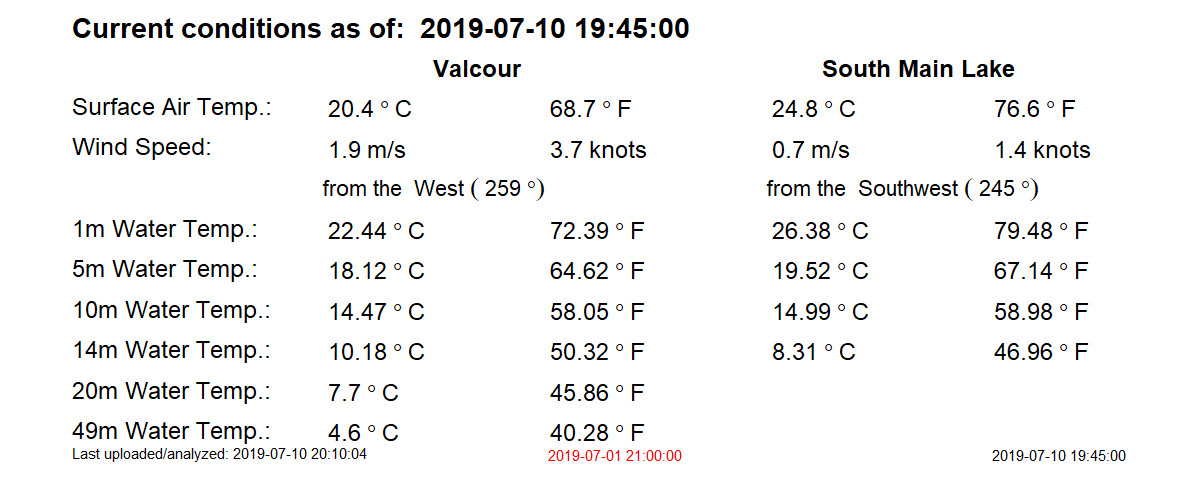 Current conditions as of: 2019-07-10 19:45:00
Valcour South Main Lake
Surface Air Temp.: 20.4 ° C 68.7 ° F 24.8 ° C 76.6 ° F
Wind Speed: 1.9 m/s 3.7 knots 0.7 m/s 1.4 knots
from the West ( 259 °) from the Southwest ( 245 °)
1m Water Temp.: 22.44 ° C 72.39 ° F 26.38 ° C 79.48 ° F
5m Water Temp.: 18.12 ° C 64.62 ° F 19.52 ° C 67.14 ° F
10m Water Temp.: 14.47 ° C 58.05 ° F 14.99 ° C 58.98 ° F
14m Water Temp.: 10.18 ° C 50.32 ° F 8.31 ° C 46.96 ° F
20m Water Temp.: 7.7 ° C 45.86 ° F
49m Water Temp.: 4.6 ° C 40.28 ° F
Last uploaded/analyzed: 2019-07-10 20:10:04 2019-07-01 21:00:00 2019-07-10 19:45:00